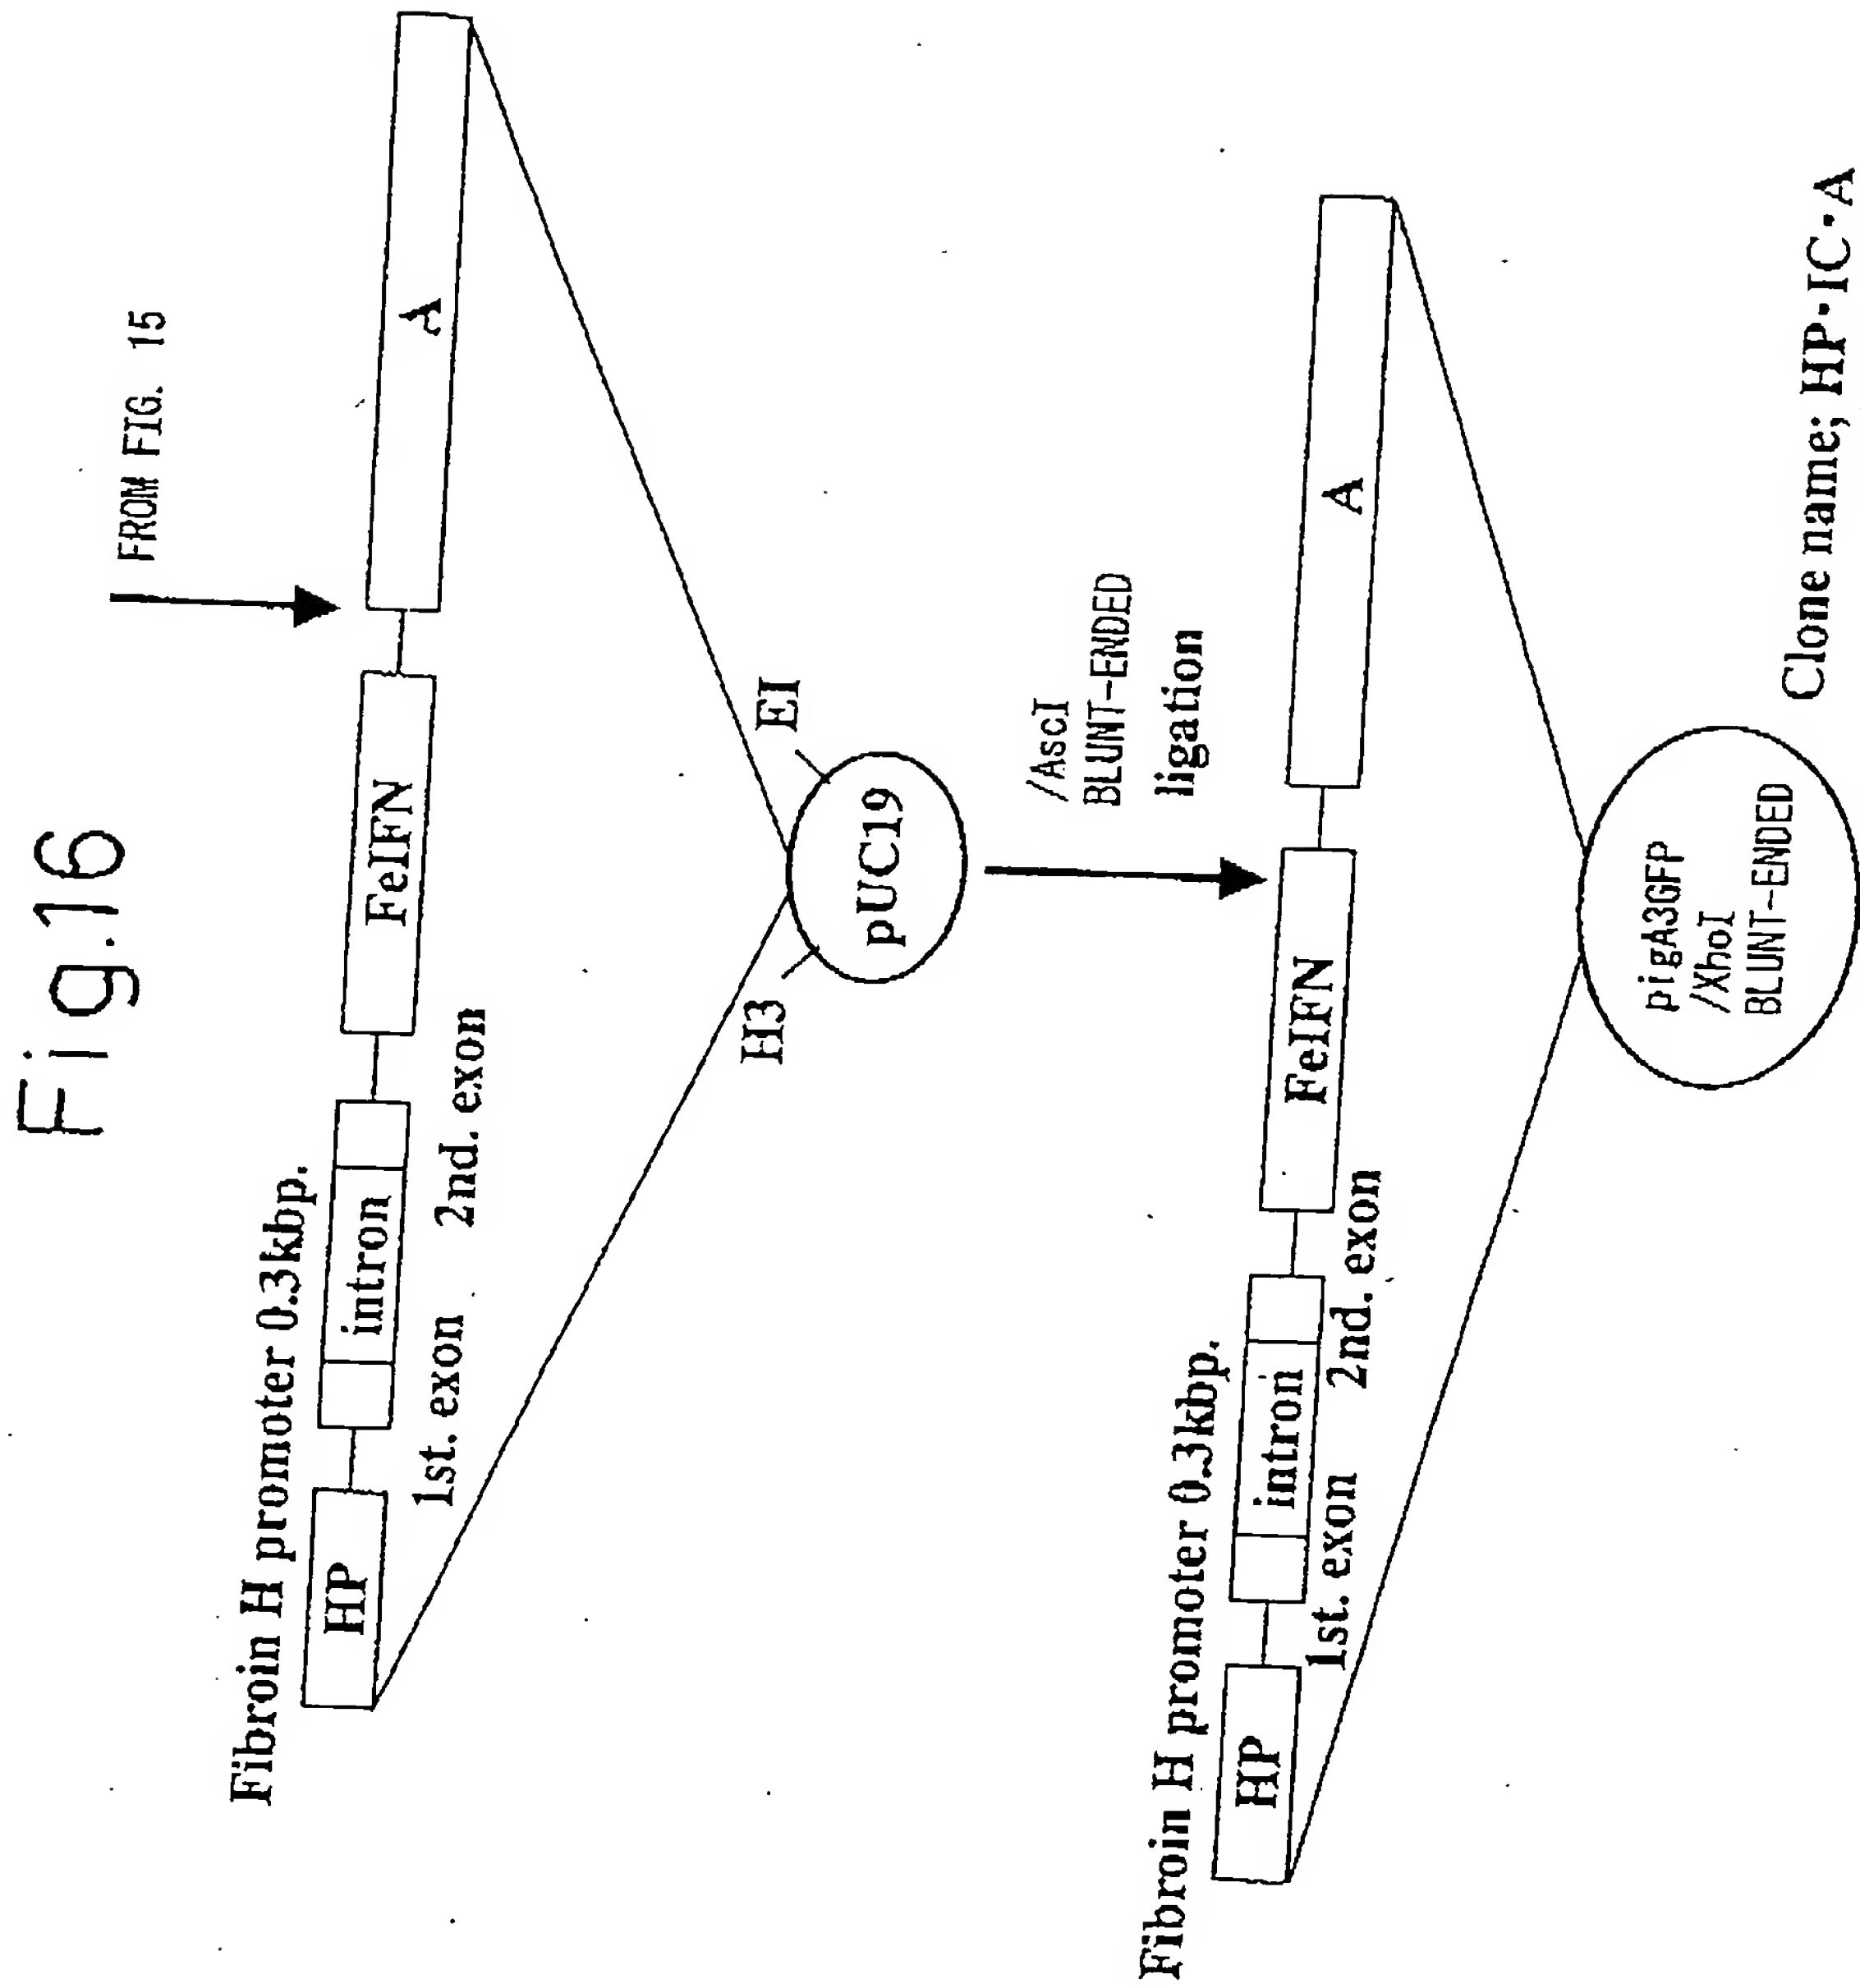 Fig.16
FROM FIG. 15
Fibroin H promoter 0.3kbp.
HP
intron
FeIFN
A
1st. exon
2nd. exon
H3
EI
pUC19
/AscI
BLUNT-ENDED
ligation
Fibroin H promoter 0.3kbp.
HP
intron
FeIFN
A
1st. exon
2nd. exon
pigA3GFP
/XhoI
BLUNT-ENDED
Clone name; HP·IC·A